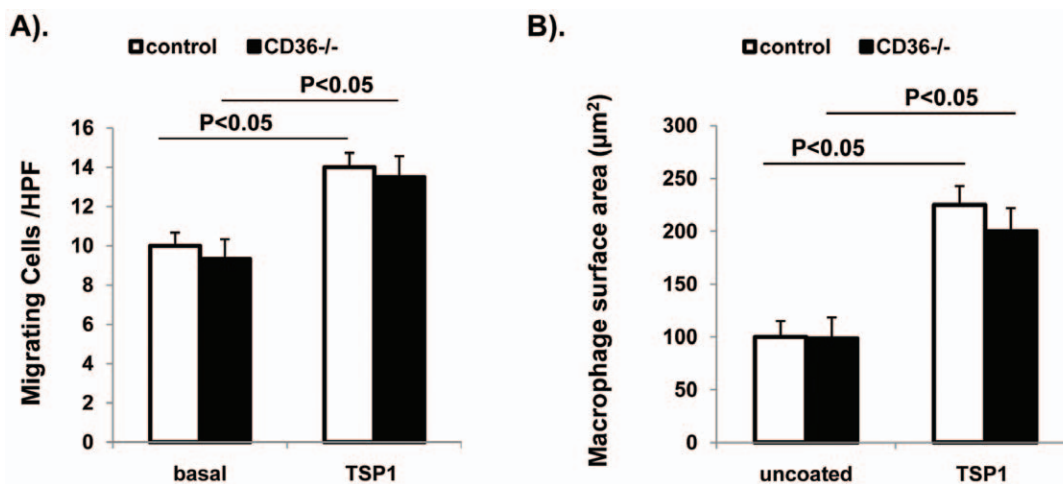 A).
control CD36-/-
P<0.05
P<0.05
16
14
12
10
8
6
4
2
0
Migrating Cells /HPF
basal TSP1
B).
control CD36-/-
P<0.05
P<0.05
300
250
200
150
100
50
0
Macrophage surface area (µm²)
uncoated TSP1